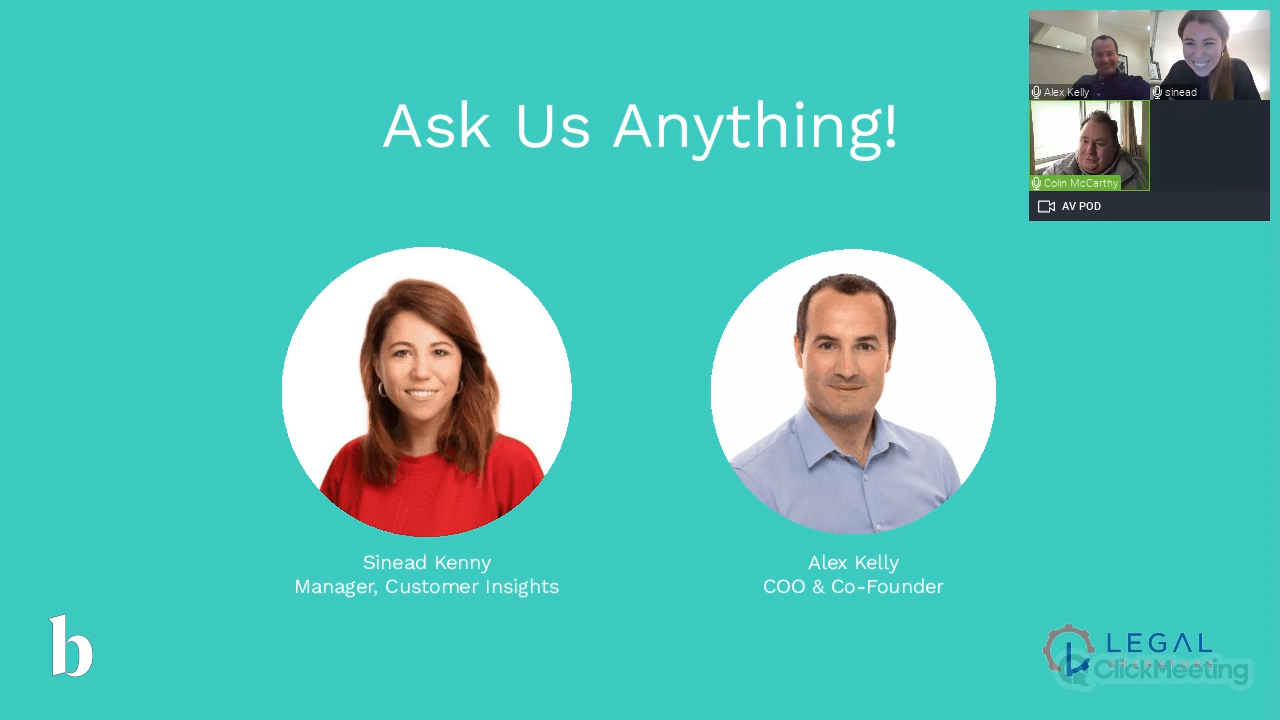 Ask Us Anything!
Alex Kelly
sinead
Colin McCarthy
AV POD
Sinead Kenny
Manager, Customer Insights
Alex Kelly
COO & Co-Founder
b
LEGAL
ClickMeeting